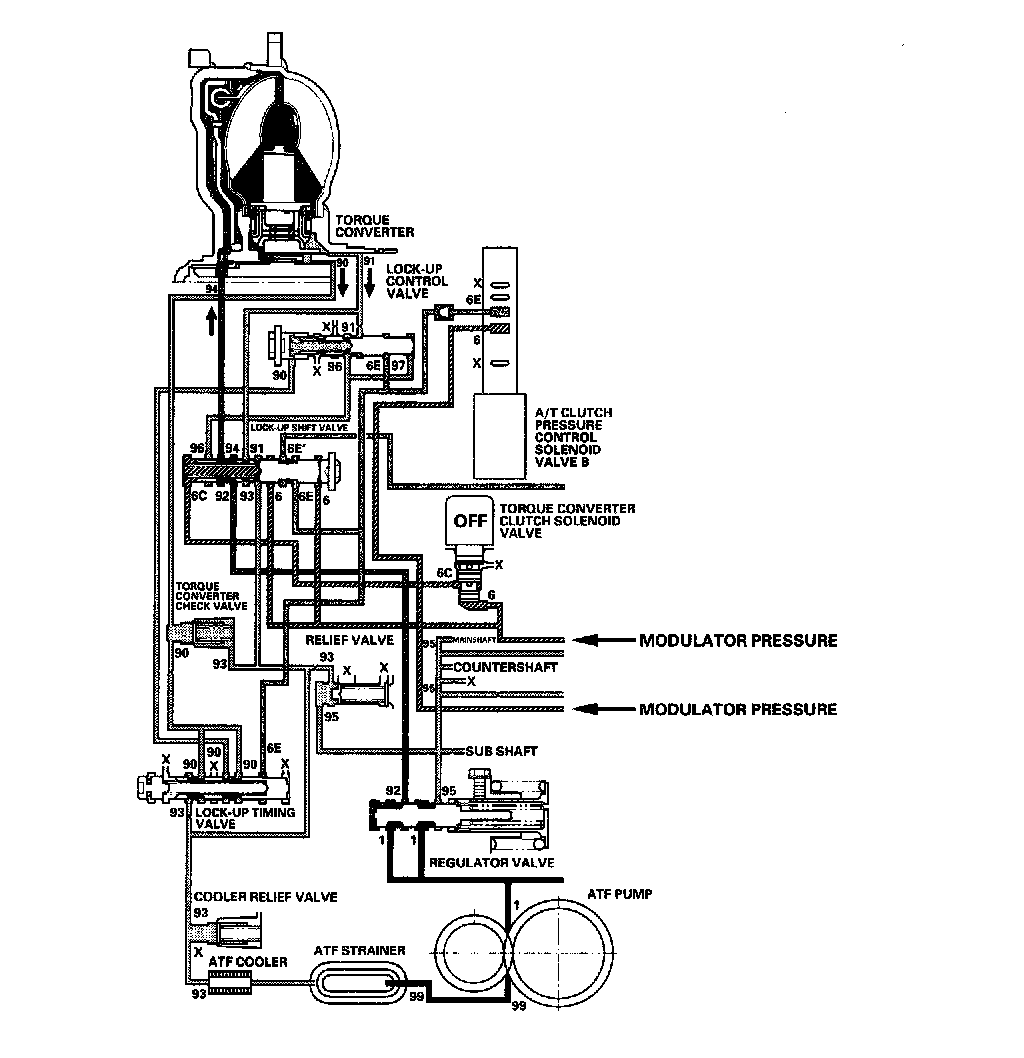 TORQUE
CONVERTER
90
91
LOCK-UP
CONTROL
VALVE
94
X
6E
6
X
X
91
90
X
96
6E
97
A/T CLUTCH
PRESSURE
CONTROL
SOLENOID
VALVE B
LOCK-UP SHIFT VALVE
96
94
91
6E'
6C
92
93
6
6E
6
OFF
TORQUE CONVERTER
CLUTCH SOLENOID
VALVE
6C
X
6
TORQUE
CONVERTER
CHECK VALVE
90
93
RELIEF VALVE
95
MAINSHAFT
MODULATOR PRESSURE
93
X
X
COUNTERSHAFT
95
X
95
MODULATOR PRESSURE
SUB SHAFT
90
6E
X
90
X
90
X
93
LOCK-UP TIMING
VALVE
92
95
1
1
REGULATOR VALVE
COOLER RELIEF VALVE
93
X
1
ATF PUMP
ATF COOLER
93
ATF STRAINER
99
99